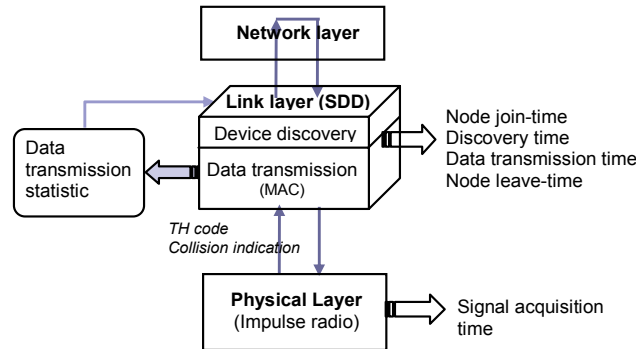 Network layer
Link layer (SDD)
Device discovery
Data transmission
(MAC)
Data
transmission
statistic
Node join-time
Discovery time
Data transmission time
Node leave-time
TH code
Collision indication
Physical Layer
(Impulse radio)
Signal acquisition
time